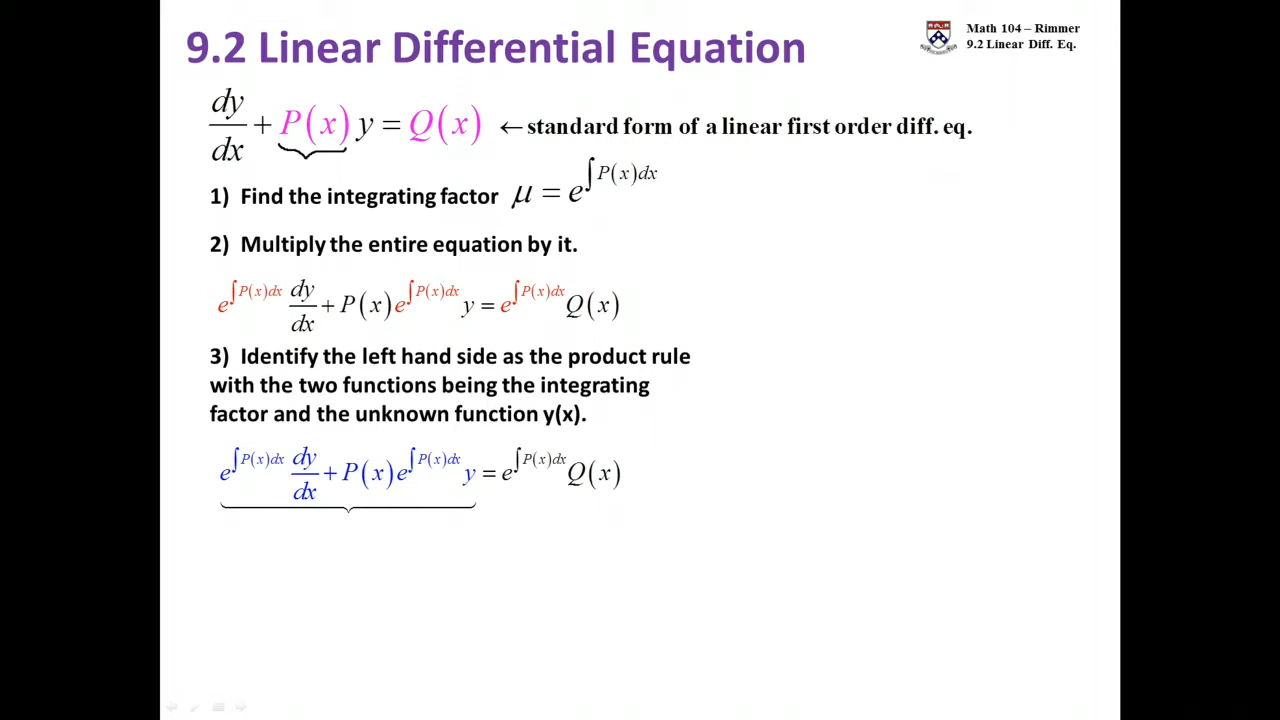 9.2 Linear Differential Equation
Math 104 – Rimmer
9.2 Linear Diff. Eq.
dy/dx + P(x) y = Q(x) ← standard form of a linear first order diff. eq.
1) Find the integrating factor μ = e^∫P(x)dx
2) Multiply the entire equation by it.
e^∫P(x)dx dy/dx + P(x) e^∫P(x)dx y = e^∫P(x)dx Q(x)
3) Identify the left hand side as the product rule
with the two functions being the integrating
factor and the unknown function y(x).
e^∫P(x)dx dy/dx + P(x) e^∫P(x)dx y = e^∫P(x)dx Q(x)